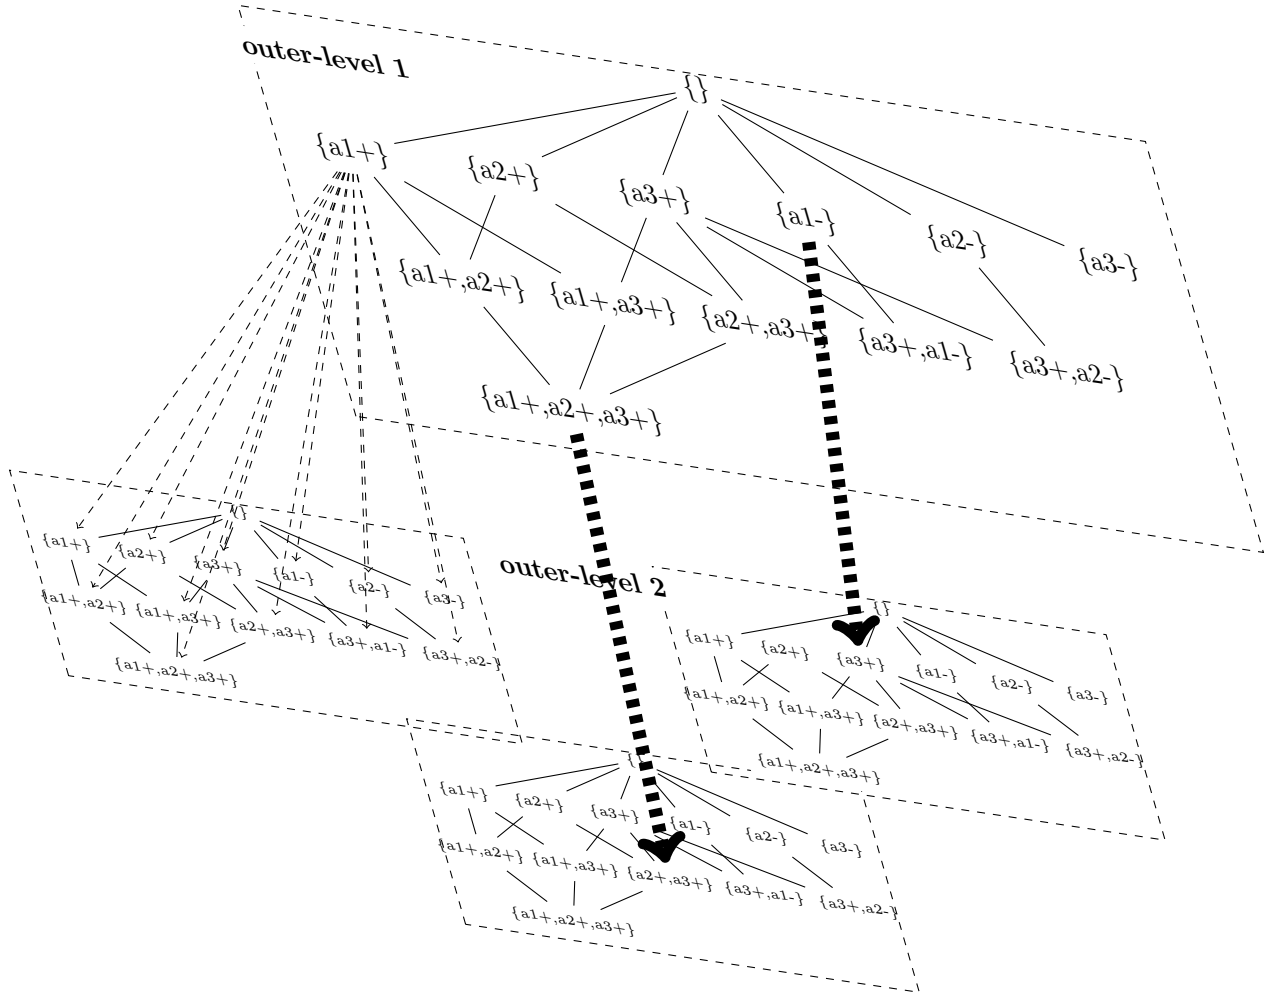 outer-level 1
{}
{a1+} {a2+} {a3+} {a1-} {a2-} {a3-}
{a1+,a2+} {a1+,a3+} {a2+,a3+} {a3+,a1-} {a3+,a2-}
{a1+,a2+,a3+}
{}
{a1+} {a2+} {a3+} {a1-} {a2-} {a3-}
{a1+,a2+} {a1+,a3+} {a2+,a3+} {a3+,a1-} {a3+,a2-}
{a1+,a2+,a3+}
outer-level 2
{}
{a1+} {a2+} {a3+} {a1-} {a2-} {a3-}
{a1+,a2+} {a1+,a3+} {a2+,a3+} {a3+,a1-} {a3+,a2-}
{a1+,a2+,a3+}
{a1+} {a2+} {a3+} {a1-} {a2-} {a3-}
{a1+,a2+} {a1+,a3+} {a2+,a3+} {a3+,a1-} {a3+,a2-}
{a1+,a2+,a3+}